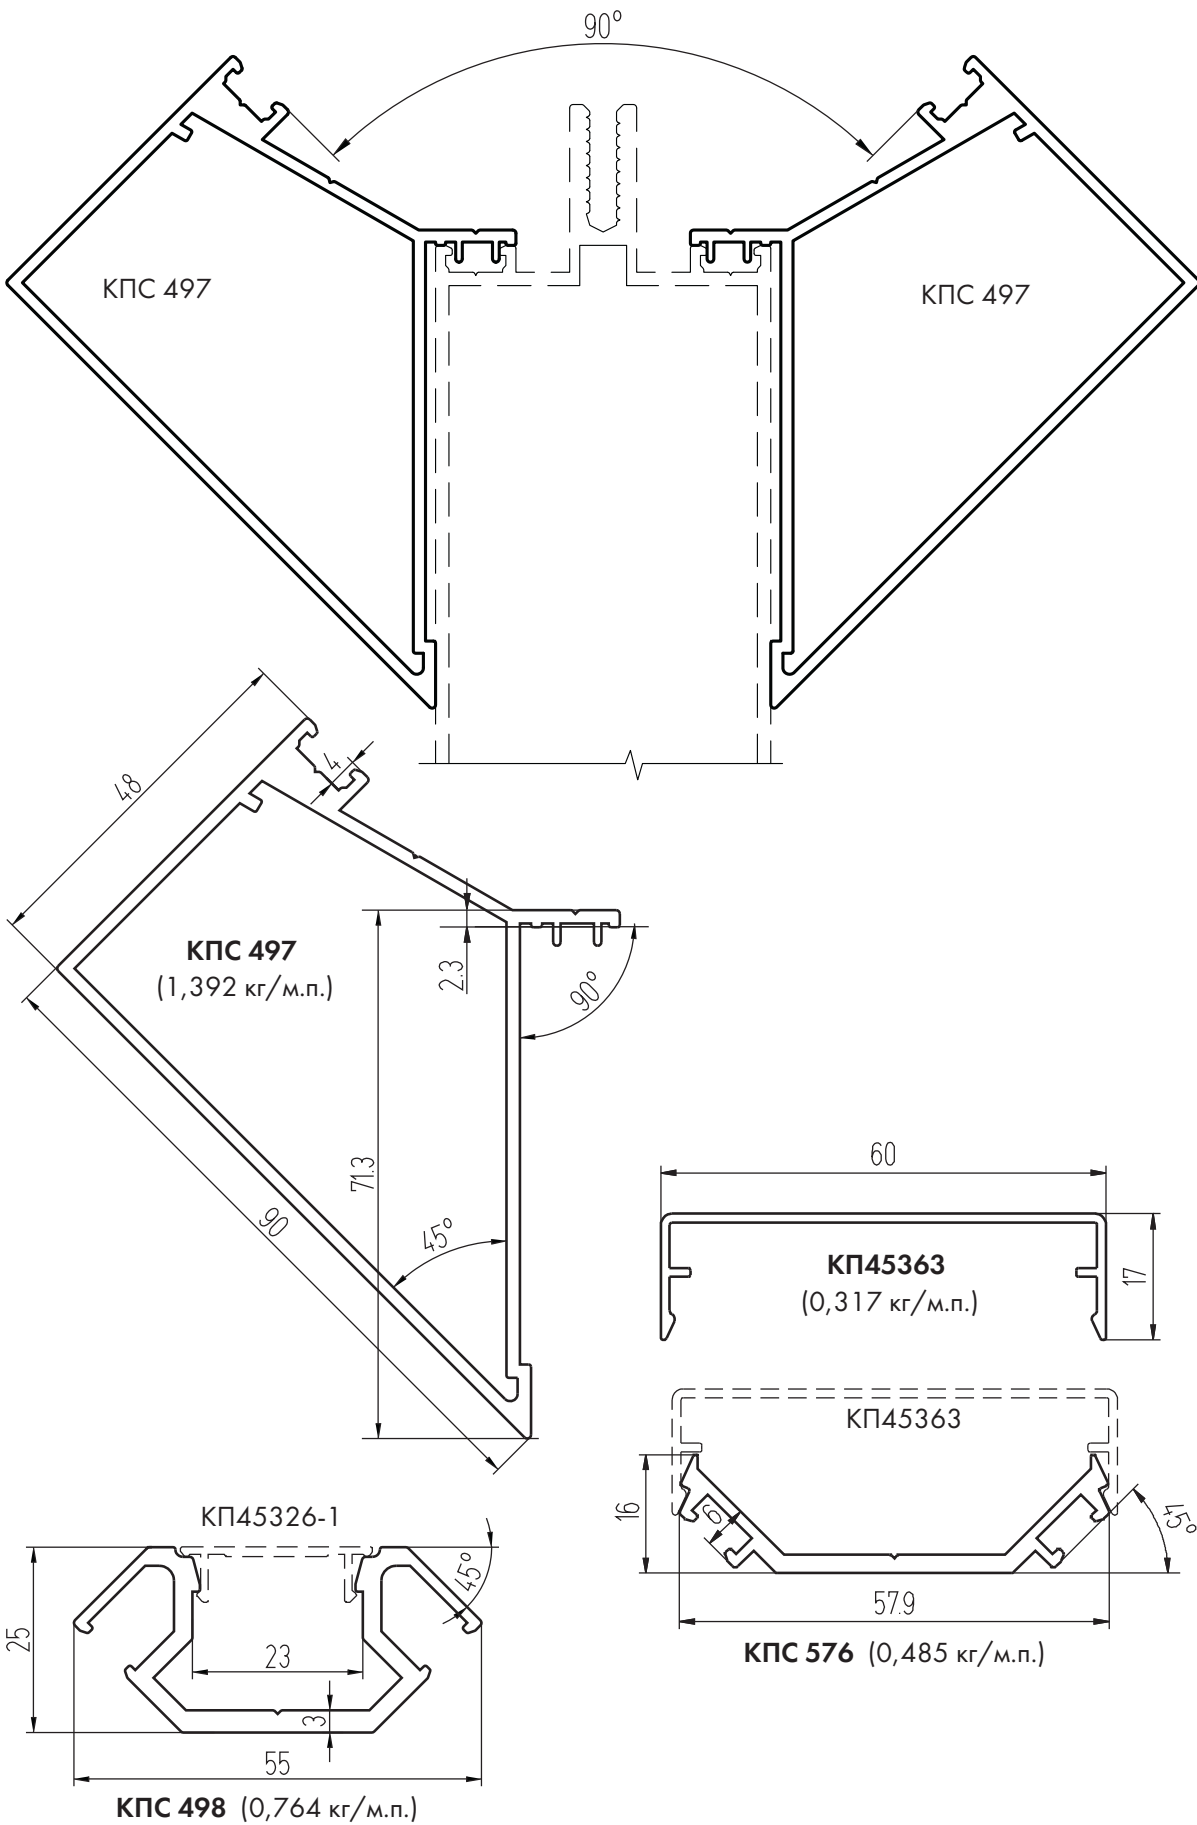 90°
КПС 497
КПС 497
48
4
КПС 497
(1,392 кг/м.п.)
2.3
90°
71.3
90
45°
60
КП45363
(0,317 кг/м.п.)
17
КП45363
16
9
45°
57.9
КПС 576 (0,485 кг/м.п.)
КП45326-1
45°
25
23
3
55
КПС 498 (0,764 кг/м.п.)